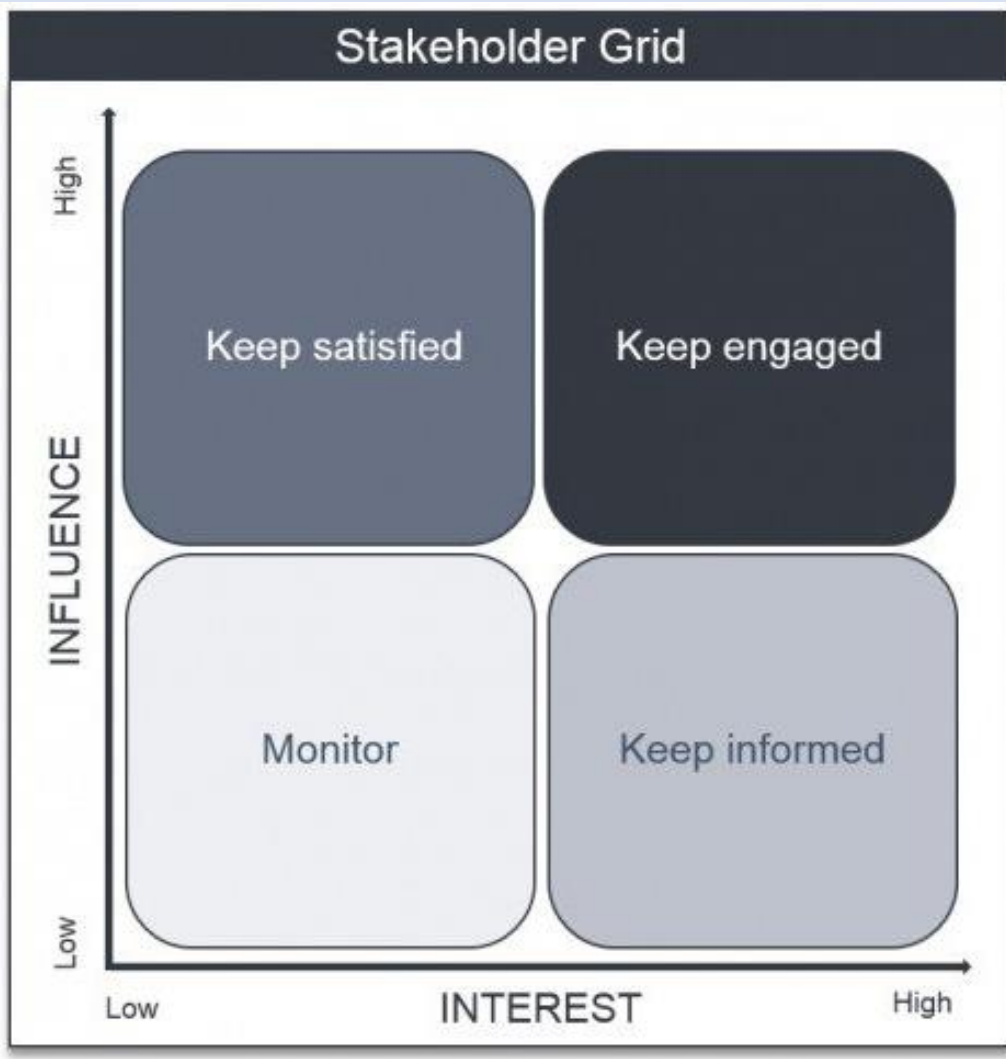 Stakeholder Grid
High
Keep satisfied
Keep engaged
INFLUENCE
Monitor
Keep informed
Low
Low
INTEREST
High